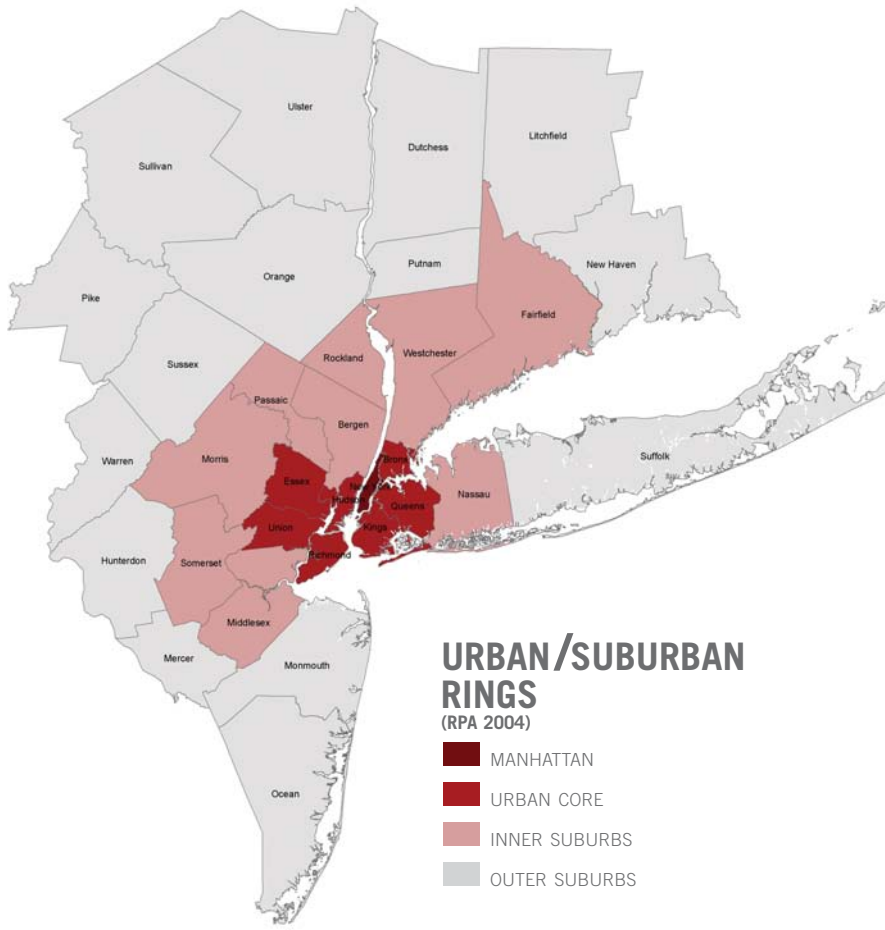 Ulster
Litchfield
Dutchess
Sullivan
New Haven
Putnam
Orange
Pike
Fairfield
Rockland
Westchester
Sussex
Passaic
Bergen
Suffolk
Warren
Morris
Bronx
Essex
New York
Nassau
Hudson
Queens
Union
Kings
Richmond
Hunterdon
Somerset
Middlesex
Mercer
Monmouth
URBAN/SUBURBAN
RINGS
(RPA 2004)
MANHATTAN
Ocean
URBAN CORE
INNER SUBURBS
OUTER SUBURBS